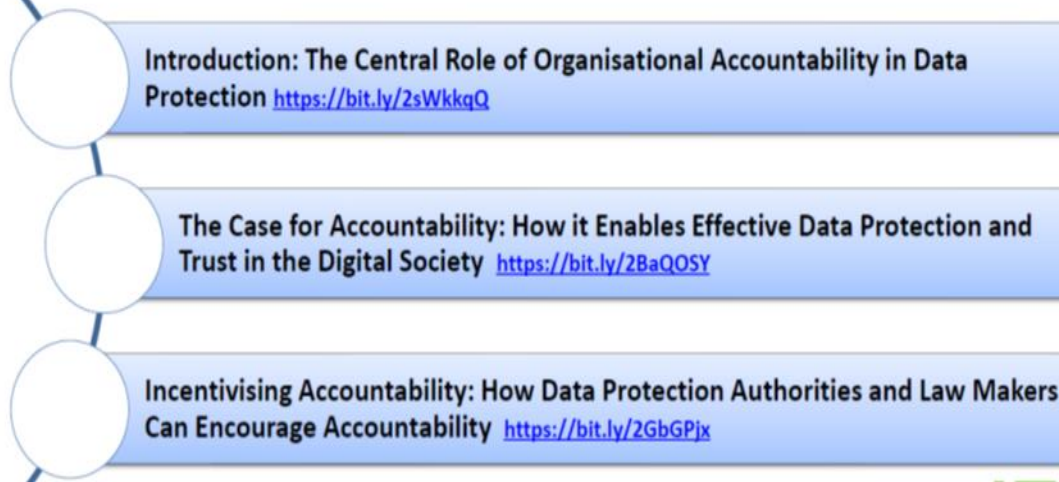 Introduction: The Central Role of Organisational Accountability in Data
Protection https://bit.ly/2sWkkqQ
The Case for Accountability: How it Enables Effective Data Protection and
Trust in the Digital Society https://bit.ly/2BaQOSY
Incentivising Accountability: How Data Protection Authorities and Law Makers
Can Encourage Accountability https://bit.ly/2GbGPjx